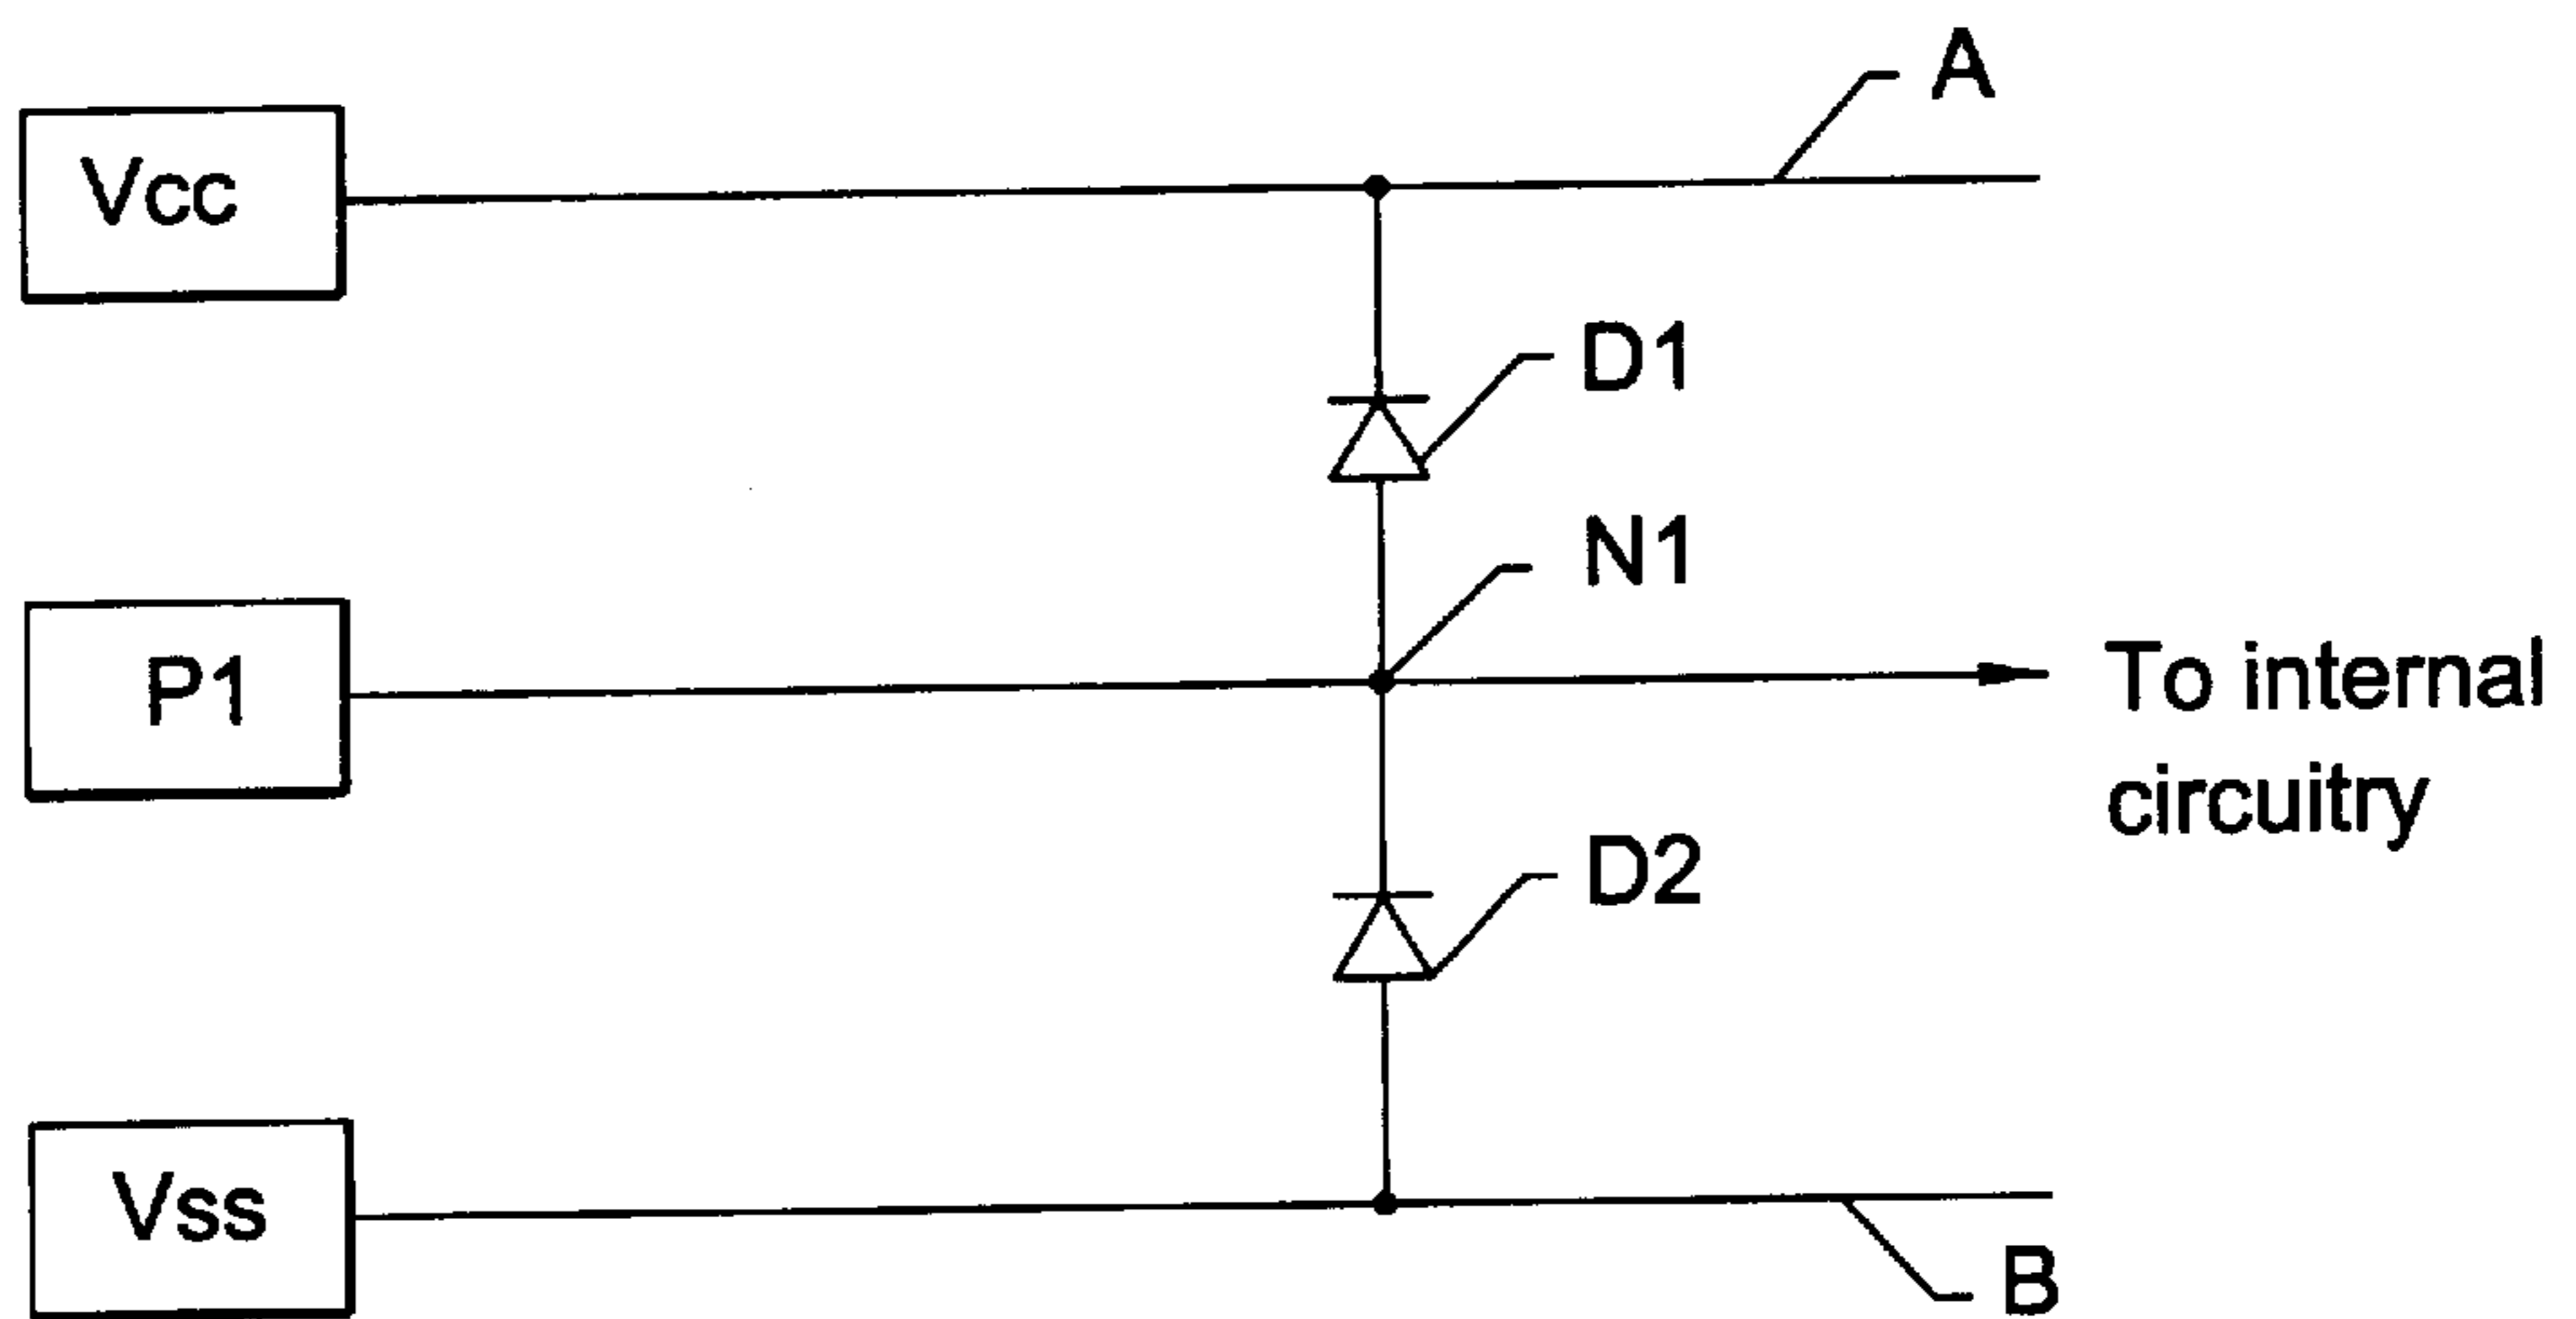 A
Vcc
D1
N1
P1
To internal
circuitry
D2
Vss
B